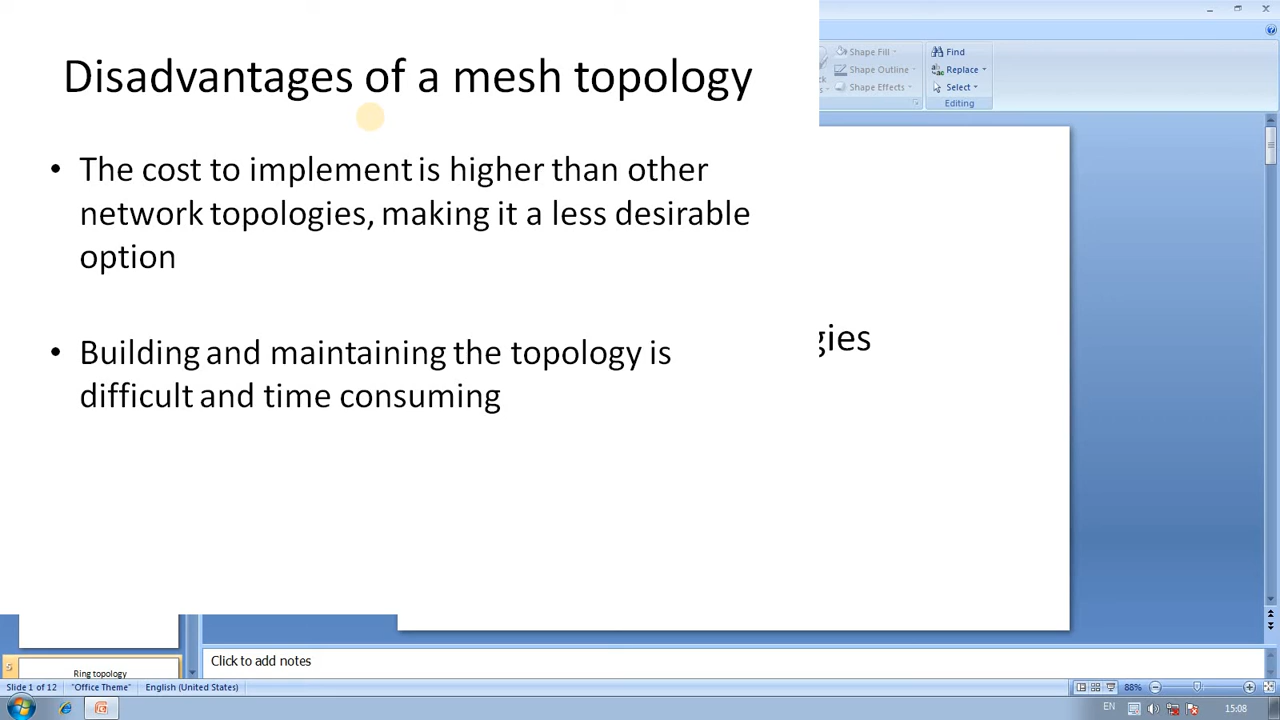 Disadvantages of a mesh topology
• The cost to implement is higher than other
network topologies, making it a less desirable
option
• Building and maintaining the topology is
difficult and time consuming
Shape Fill
Shape Outline
Shape Effects
Find
Replace
Select
Editing
gies
5
Ring topology
Click to add notes
Slide 1 of 12
"Office Theme"
English (United States)
88%
EN
15:08